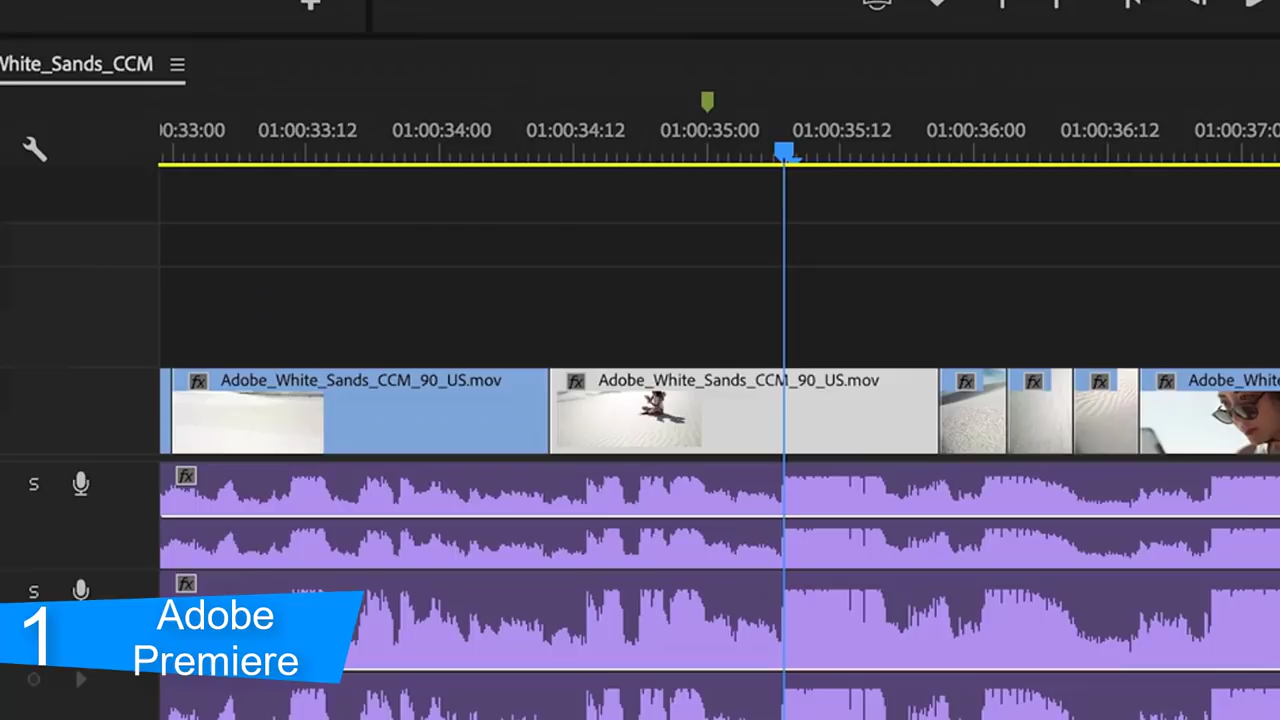 White_Sands_CCM
00:33:00 01:00:33:12 01:00:34:00 01:00:34:12 01:00:35:00 01:00:35:12 01:00:36:00 01:00:36:12 01:00:37:0
fx Adobe_White_Sands_CCM_90_US.mov fx Adobe_White_Sands_CCM_90_US.mov fx fx fx fx Adobe_Whit
S fx
S fx
1 Adobe
Premiere